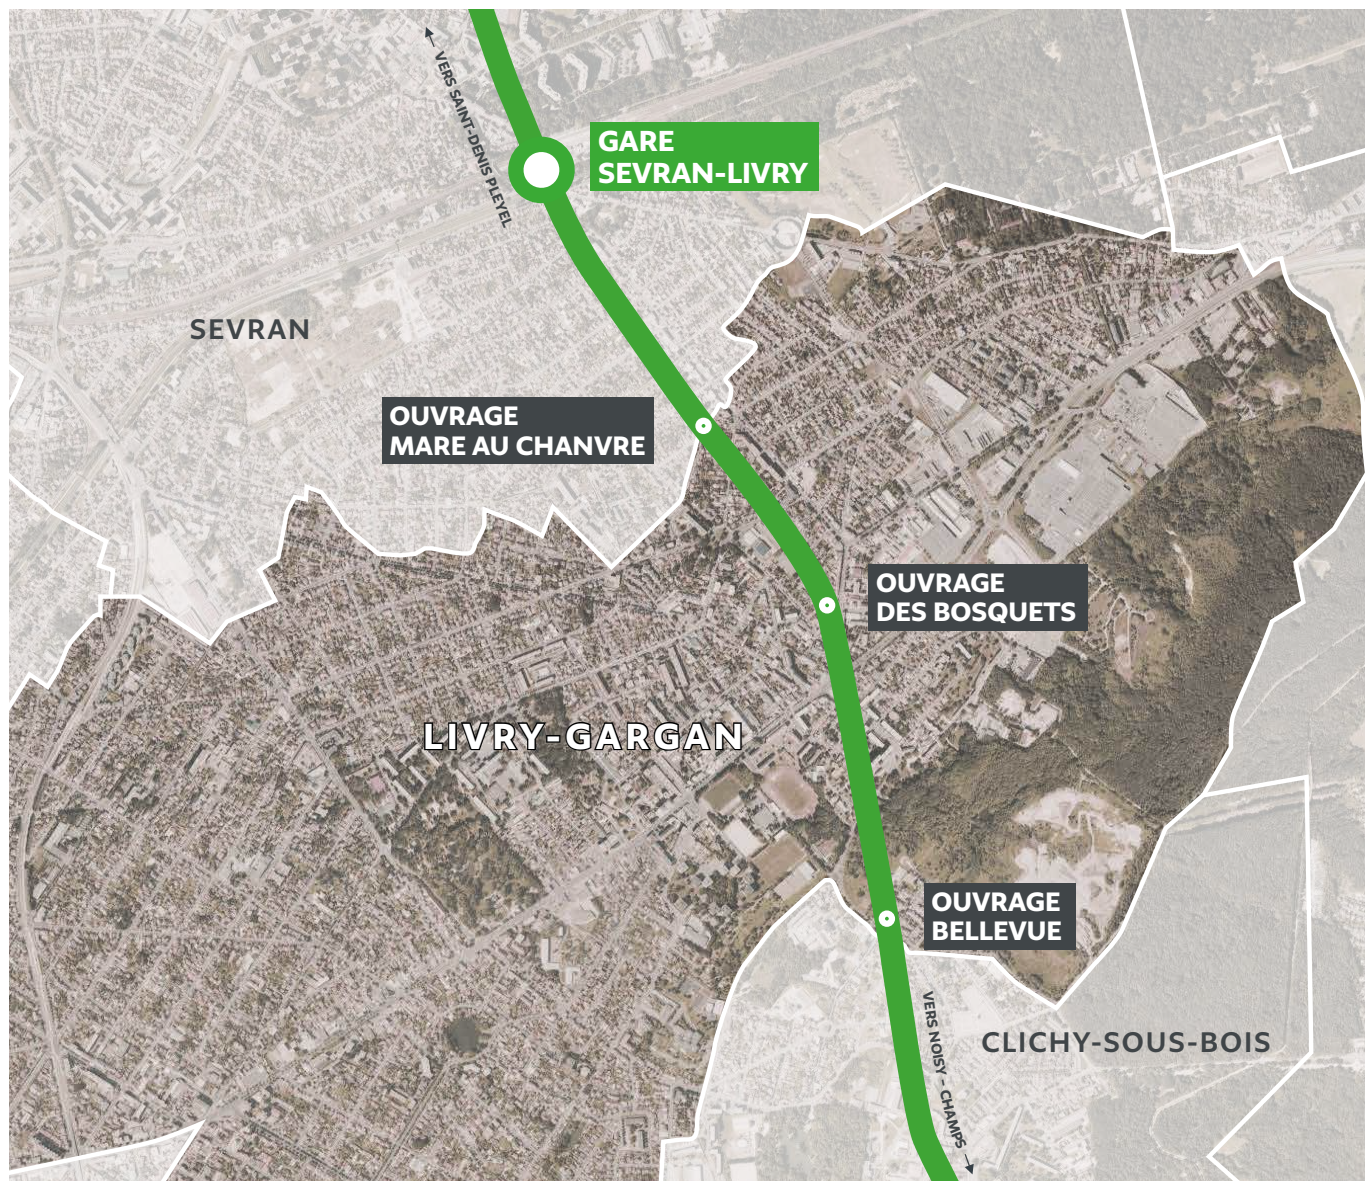 VERS SAINT-DENIS PLEYEL
GARE
SEVRAN-LIVRY
SEVRAN
OUVRAGE
MARE AU CHANVRE
OUVRAGE
DES BOSQUETS
LIVRY-GARGAN
OUVRAGE
BELLEVUE
VERS NOISY - CHAMPS
CLICHY-SOUS-BOIS